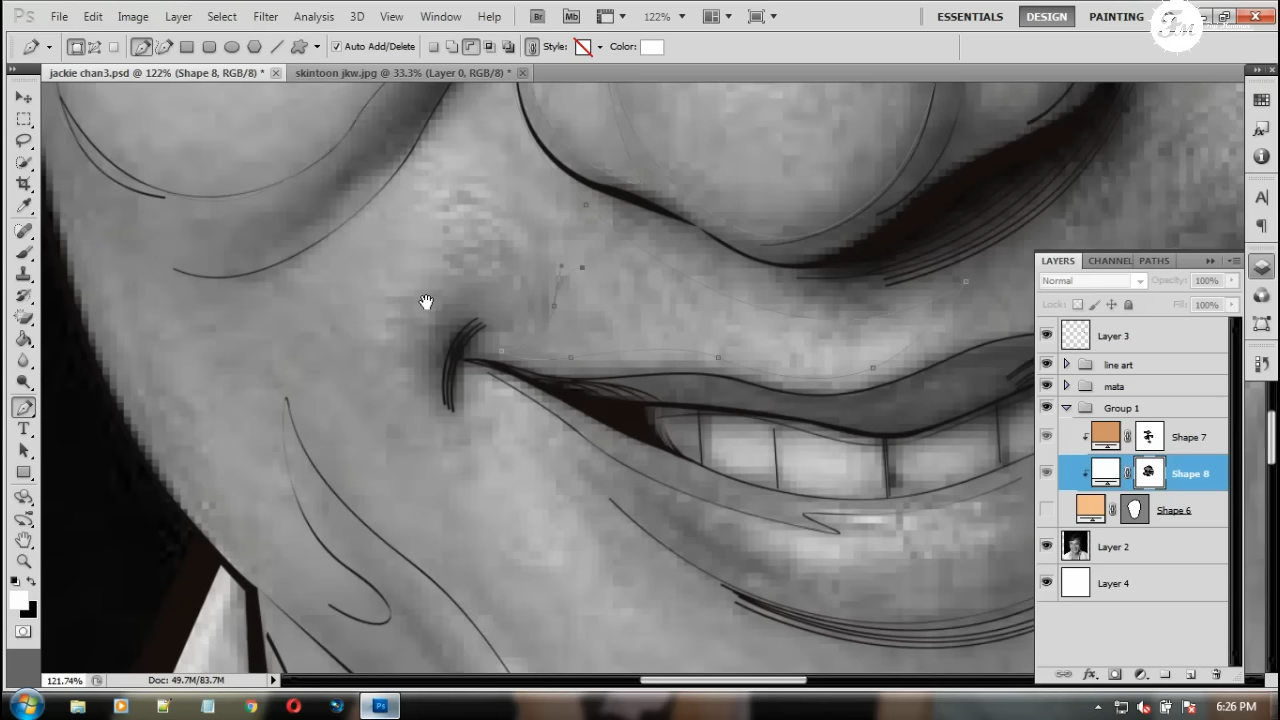 Ps File Edit Image Layer Select Filter Analysis 3D View Window Help Br Mb 122% ESSENTIALS DESIGN PAINTING
Auto Add/Delete Style: Color:
jackie chan3.psd @ 122% (Shape 8, RGB/8) * skintoon jkw.jpg @ 33.3% (Layer 0, RGB/8) *
LAYERS CHANNEL PATHS
Normal Opacity: 100%
Lock: Fill: 100%
Layer 3
line art
mata
Group 1
Shape 7
Shape 8
Shape 6
Layer 2
Layer 4
121.74% Doc: 49.7M/83.7M
Ps 6:26 PM